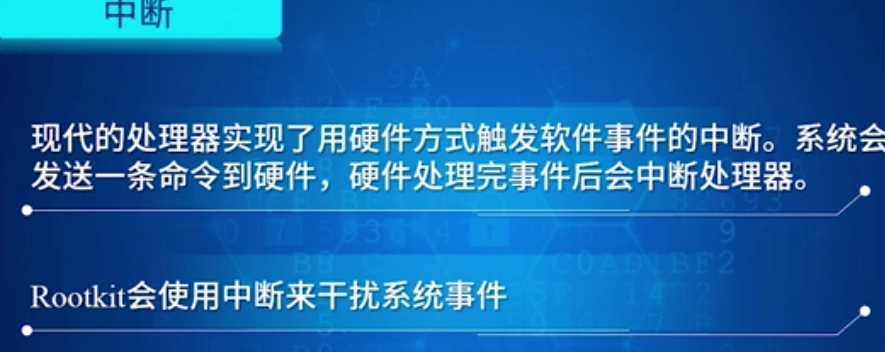 中断
现代的处理器实现了用硬件方式触发软件事件的中断。系统会
发送一条命令到硬件，硬件处理完事件后会中断处理器。
Rootkit会使用中断来干扰系统事件